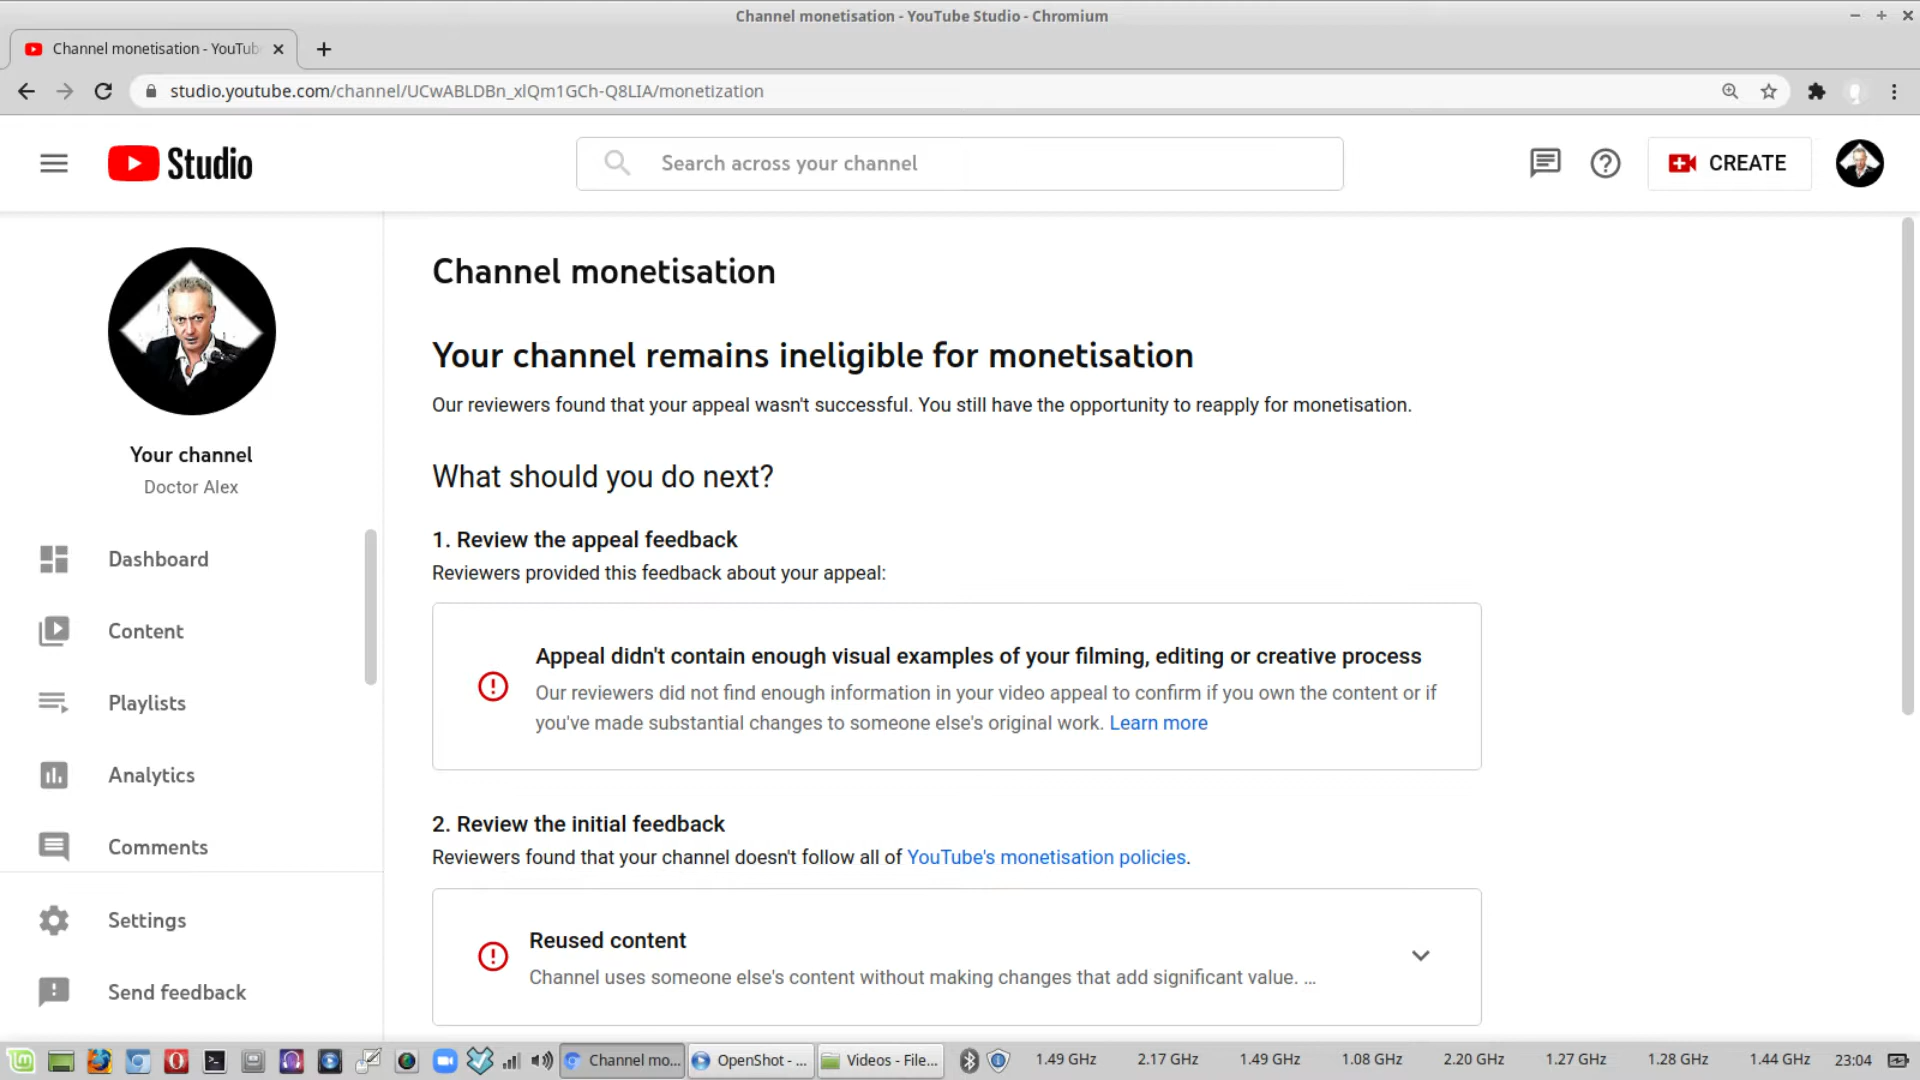 Channel monetisation - YouTube Studio - Chromium
Channel monetisation - YouTub
studio.youtube.com/channel/UCwABLDBn_xlQm1GCh-Q8LIA/monetization
Studio
Search across your channel
CREATE
Your channel
Doctor Alex
Dashboard
Content
Playlists
Analytics
Comments
Settings
Send feedback
Channel monetisation
Your channel remains ineligible for monetisation
Our reviewers found that your appeal wasn't successful. You still have the opportunity to reapply for monetisation.
What should you do next?
1. Review the appeal feedback
Reviewers provided this feedback about your appeal:
Appeal didn't contain enough visual examples of your filming, editing or creative process
Our reviewers did not find enough information in your video appeal to confirm if you own the content or if
you've made substantial changes to someone else's original work. Learn more
2. Review the initial feedback
Reviewers found that your channel doesn't follow all of YouTube's monetisation policies.
Reused content
Channel uses someone else's content without making changes that add significant value. ...
Channel mo...
OpenShot - ...
Videos - File...
1.49 GHz 2.17 GHz 1.49 GHz 1.08 GHz 2.20 GHz 1.27 GHz 1.28 GHz 1.44 GHz 23:04